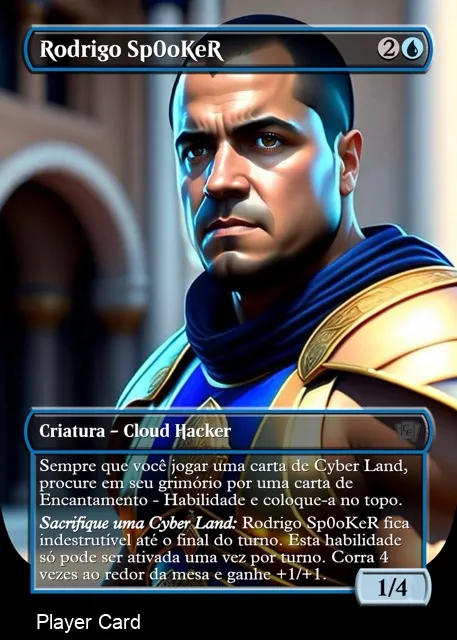 Rodrigo Sp0oKeR
2
Criatura – Cloud Hacker
Sempre que você jogar uma carta de Cyber Land,
procure em seu grimório por uma carta de
Encantamento - Habilidade e coloque-a no topo.
Sacrifique uma Cyber Land: Rodrigo Sp0oKeR fica
indestrutível até o final do turno. Esta habilidade
só pode ser ativada uma vez por turno. Corra 4
vezes ao redor da mesa e ganhe +1/+1.
1/4
Player Card